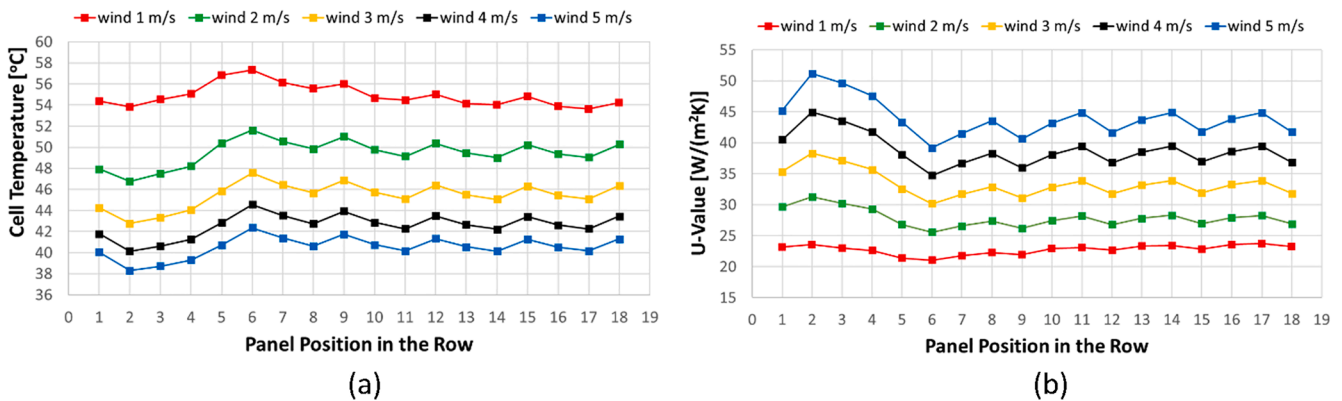 wind 1 m/s wind 2 m/s wind 3 m/s wind 4 m/s wind 5 m/s
60
58
56
54
52
50
48
46
44
42
40
38
36
Cell Temperature [ºC]
0 1 2 3 4 5 6 7 8 9 10 11 12 13 14 15 16 17 18 19
Panel Position in the Row
(a)
wind 1 m/s wind 2 m/s wind 3 m/s wind 4 m/s wind 5 m/s
55
50
45
40
35
30
25
20
15
U-Value [W/(m²K)]
0 1 2 3 4 5 6 7 8 9 10 11 12 13 14 15 16 17 18 19
Panel Position in the Row
(b)